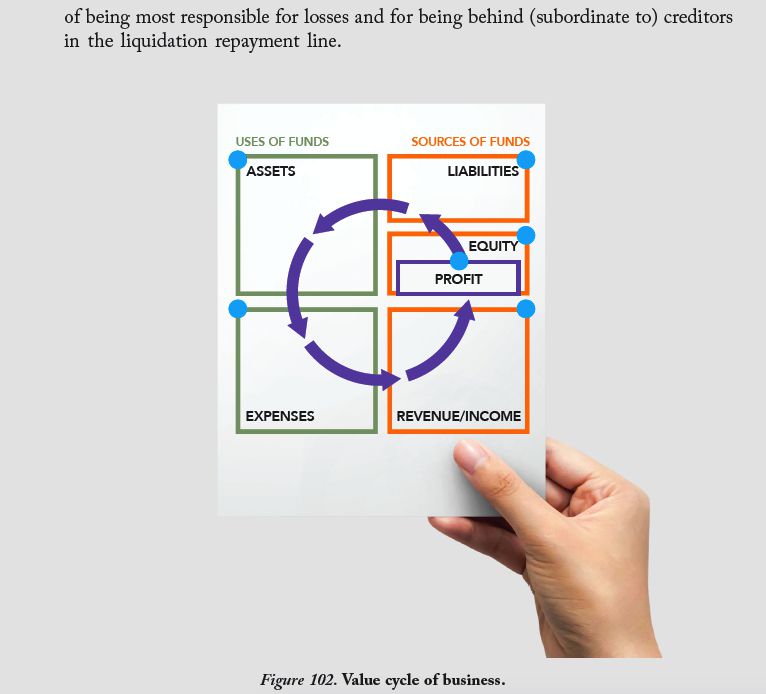 of being most responsible for losses and for being behind (subordinate to) creditors
in the liquidation repayment line.
USES OF FUNDS
SOURCES OF FUNDS
ASSETS
LIABILITIES
EQUITY
PROFIT
EXPENSES
REVENUE/INCOME
Figure 102. Value cycle of business.